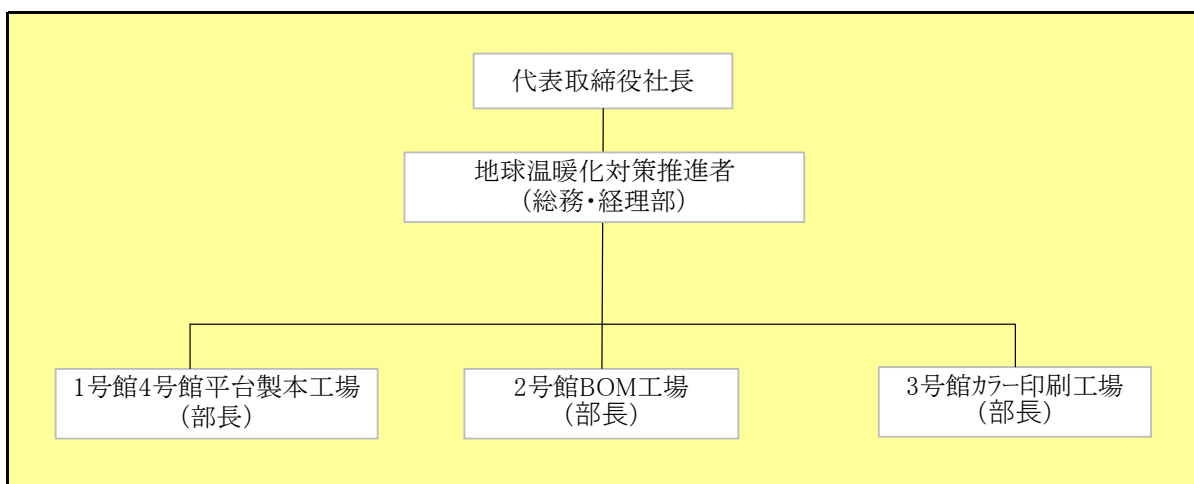 代表取締役社長
地球温暖化対策推進者
（総務・経理部）
1号館4号館平台製本工場
（部長）
2号館BOM工場
（部長）
3号館ｶﾗｰ印刷工場
（部長）